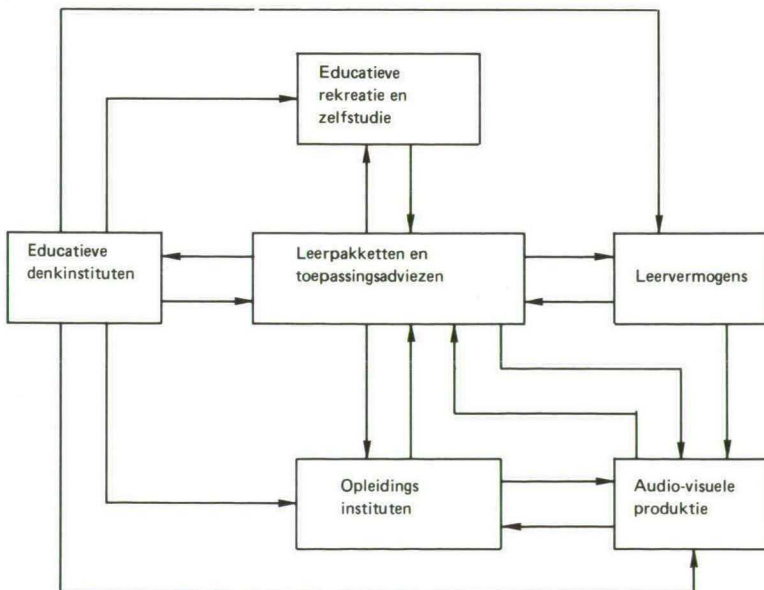 Educatieve
rekreatie en
zelfstudie
Educatieve
denkinstituten
Leerpakketten en
toepassingsadviezen
Leervermogens
Opleidings
instituten
Audio-visuele
produktie